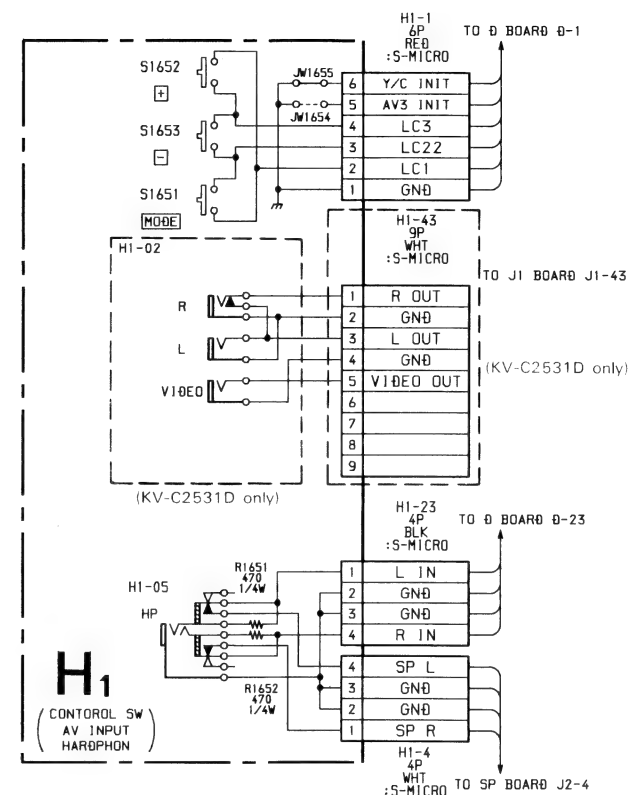 H1-1
6P
RED
:S-MICRO
TO D BOARD D-1
S1652
+
S1653
-
S1651
MODE
JW1655
JW1654
6 Y/C INIT
5 AV3 INIT
4 LC3
3 LC22
2 LC1
1 GND
H1-43
9P
WHT
:S-MICRO
TO J1 BOARD J1-43
H1-02
R
L
VIDEO
1 R OUT
2 GND
3 L OUT
4 GND
5 VIDEO OUT
6
7
8
9
(KV-C2531D only)
(KV-C2531D only)
H1-23
4P
BLK
:S-MICRO
TO D BOARD D-23
H1-05
HP
R1651
470
1/4W
R1652
470
1/4W
1 L IN
2 GND
3 GND
4 R IN
4 SP L
3 GND
2 GND
1 SP R
H1
(CONTOROL SW
AV INPUT
HARDPHON)
H1-4
4P
WHT
:S-MICRO
TO SP BOARD J2-4